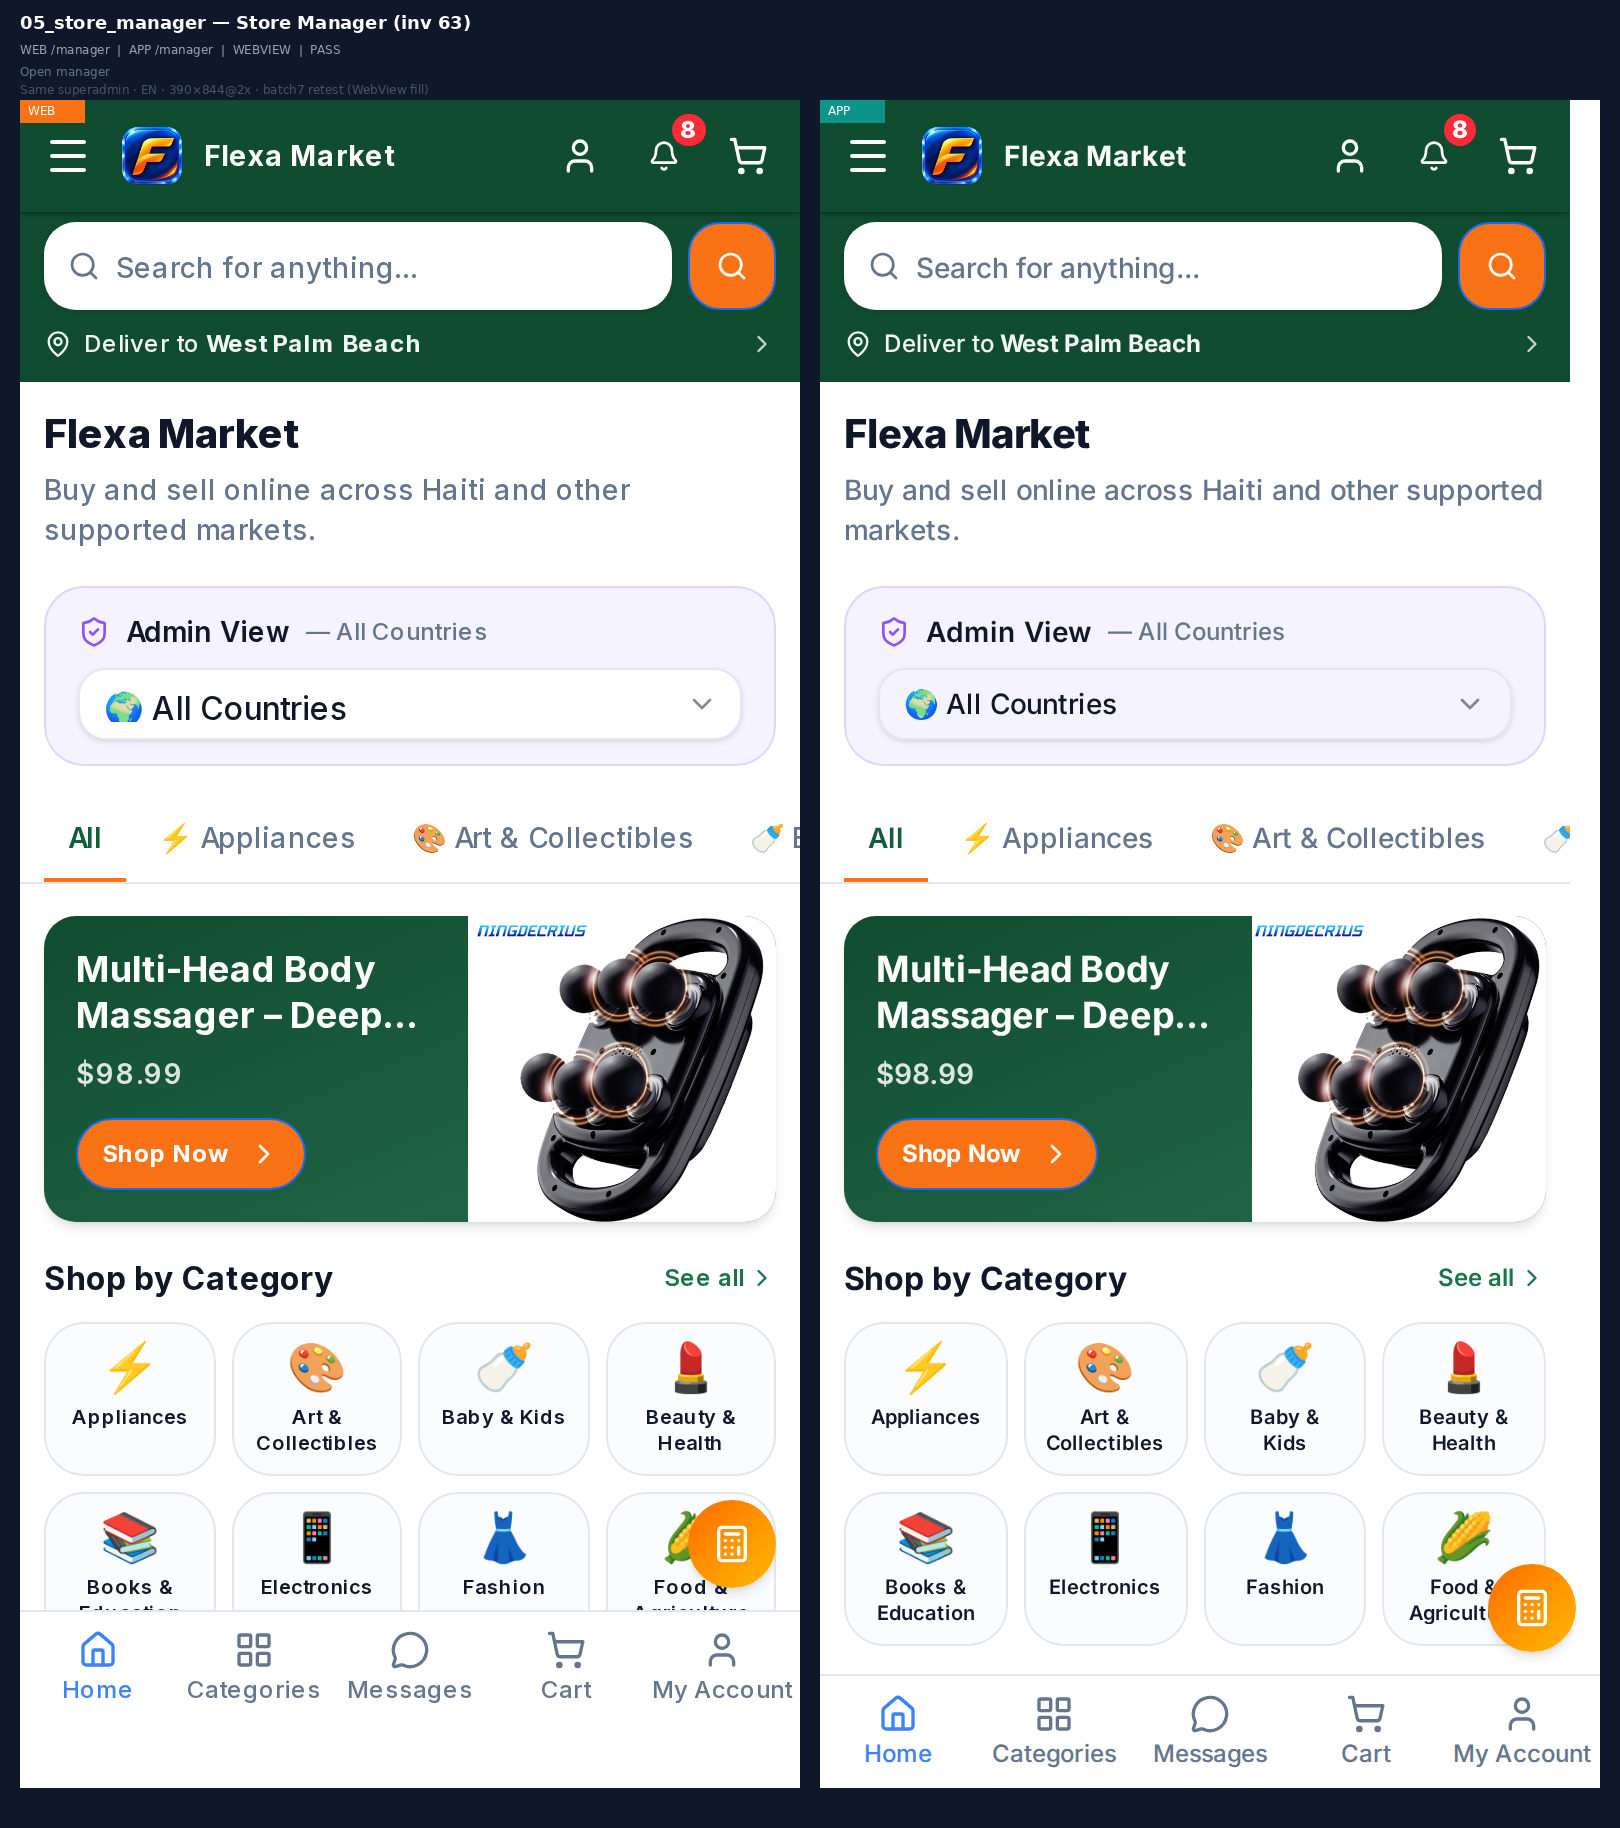 05_store_manager — Store Manager (inv 63)
WEB /manager | APP /manager | WEBVIEW | PASS
Open manager
Same superadmin · EN · 390×844@2x · batch7 retest (WebView fill)
WEB
Flexa Market
8
Search for anything...
Deliver to West Palm Beach
Flexa Market
Buy and sell online across Haiti and other
supported markets.
Admin View — All Countries
All Countries
All Appliances Art & Collectibles
NINGDECRIUS
Multi-Head Body
Massager – Deep...
$98.99
Shop Now
Shop by Category See all
Appliances Art & Collectibles Baby & Kids Beauty & Health
Books & Education Electronics Fashion Food & Agriculture
Home Categories Messages Cart My Account
APP
Flexa Market
8
Search for anything...
Deliver to West Palm Beach
Flexa Market
Buy and sell online across Haiti and other supported
markets.
Admin View — All Countries
All Countries
All Appliances Art & Collectibles
NINGDECRIUS
Multi-Head Body
Massager – Deep...
$98.99
Shop Now
Shop by Category See all
Appliances Art & Collectibles Baby & Kids Beauty & Health
Books & Education Electronics Fashion Food &
Home Categories Messages Cart My Account